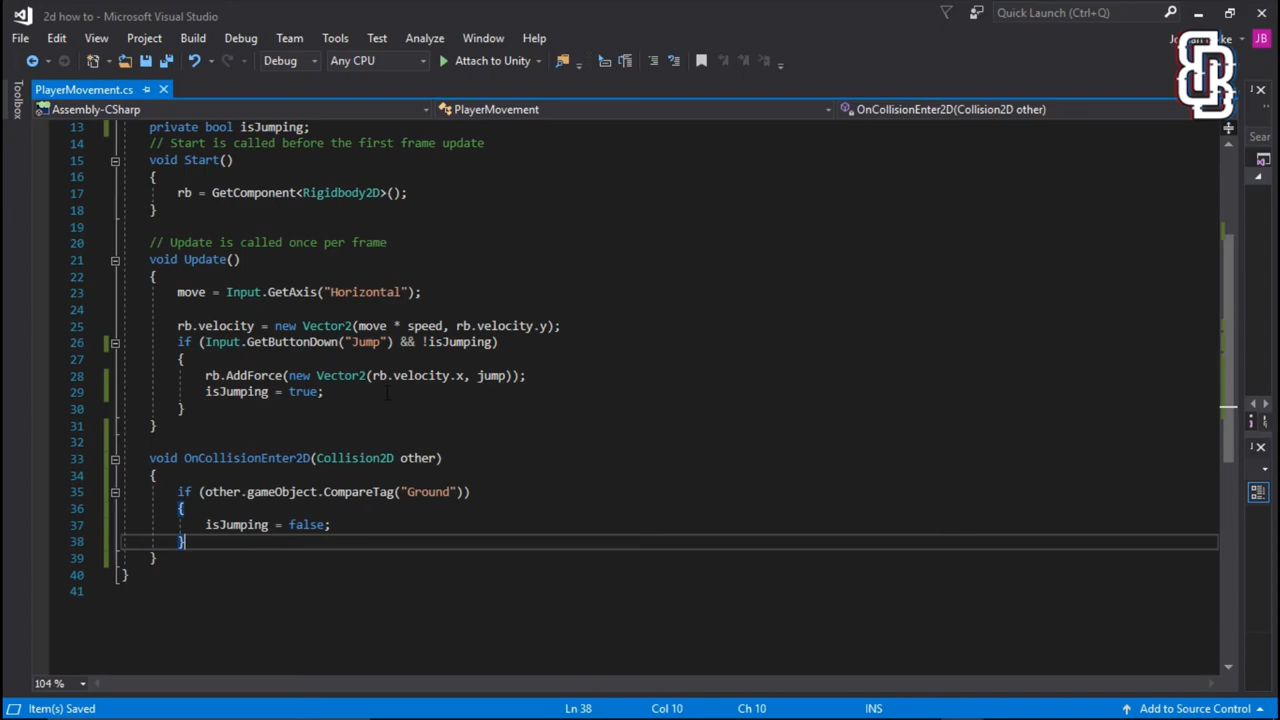 2d how to - Microsoft Visual Studio
Quick Launch (Ctrl+Q)
File Edit View Project Build Debug Team Tools Test Analyze Window Help
JB
Debug Any CPU Attach to Unity
Toolbox
PlayerMovement.cs
Assembly-CSharp PlayerMovement OnCollisionEnter2D(Collision2D other)
Sear
13 private bool isJumping;
14 // Start is called before the first frame update
15 void Start()
16 {
17 rb = GetComponent<Rigidbody2D>();
18 }
19
20 // Update is called once per frame
21 void Update()
22 {
23 move = Input.GetAxis("Horizontal");
24
25 rb.velocity = new Vector2(move * speed, rb.velocity.y);
26 if (Input.GetButtonDown("Jump") && !isJumping)
27 {
28 rb.AddForce(new Vector2(rb.velocity.x, jump));
29 isJumping = true;
30 }
31 }
32
33 void OnCollisionEnter2D(Collision2D other)
34 {
35 if (other.gameObject.CompareTag("Ground"))
36 {
37 isJumping = false;
38 }
39 }
40 }
41
104 %
Item(s) Saved Ln 38 Col 10 Ch 10 INS Add to Source Control